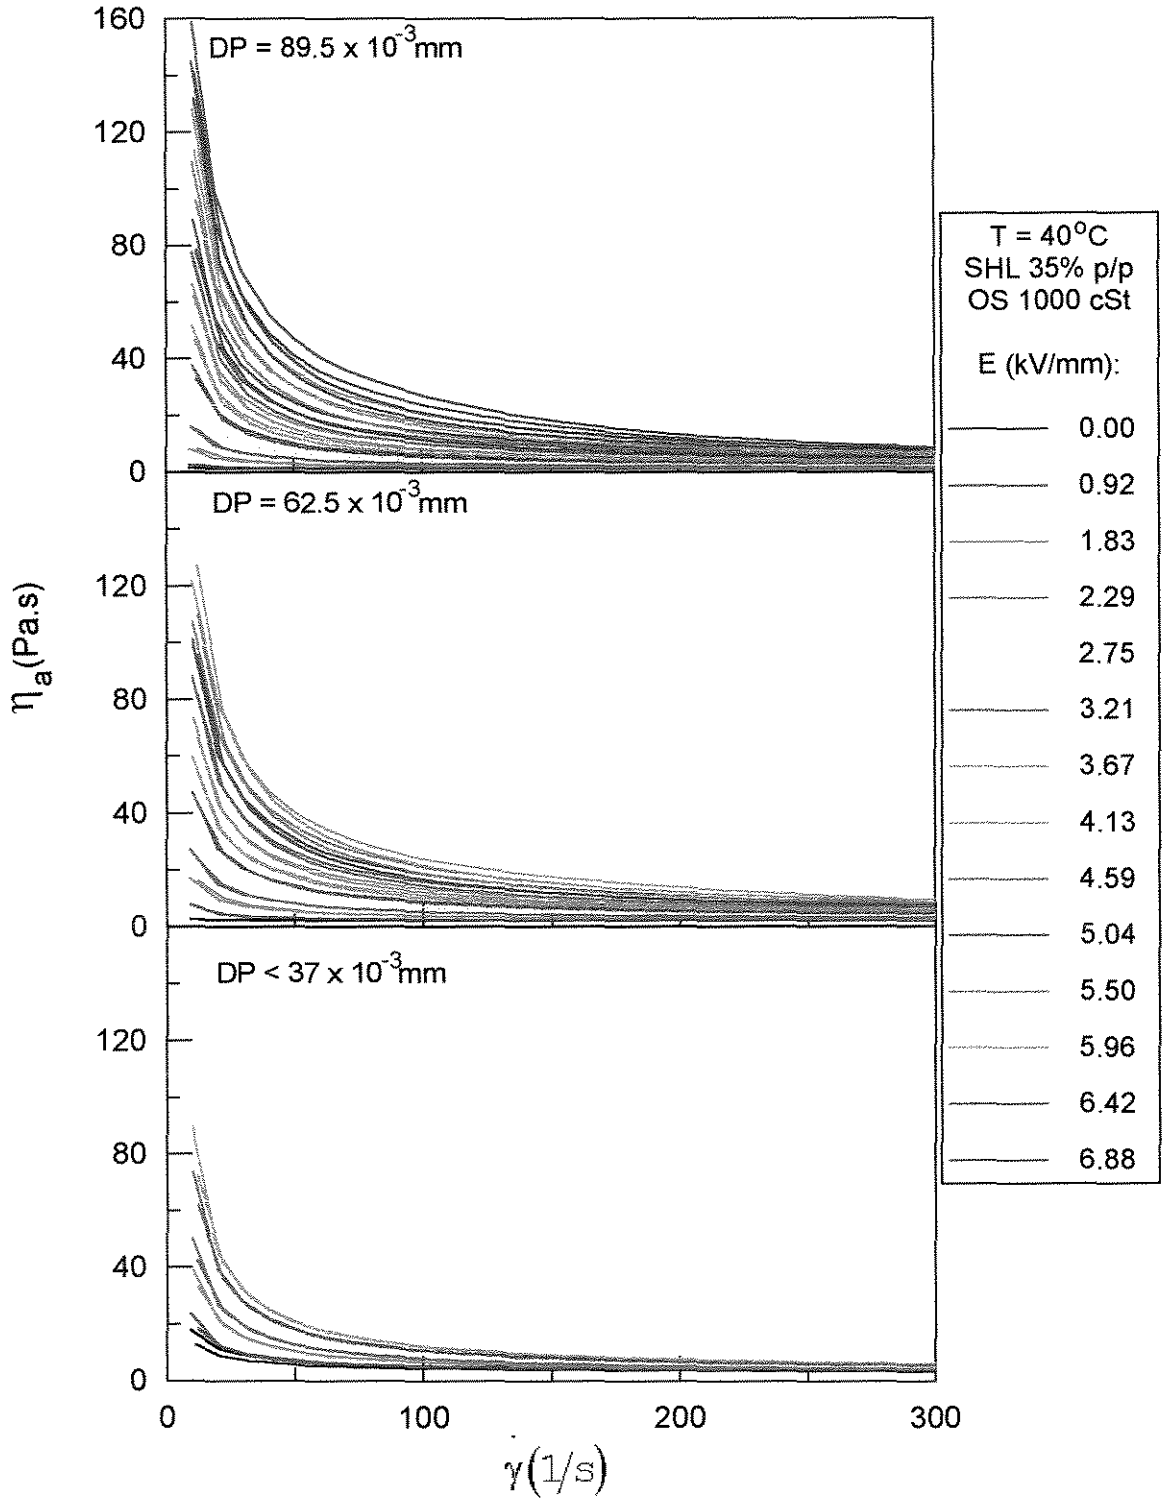 160
DP = 89.5 x 10⁻³mm
120
80
40
0
DP = 62.5 x 10⁻³mm
120
80
40
0
DP < 37 x 10⁻³mm
120
80
40
0
0 100 200 300
γ̇(1/s)
ηₐ(Pa.s)
T = 40°C
SHL 35% p/p
OS 1000 cSt
E (kV/mm):
0.00
0.92
1.83
2.29
2.75
3.21
3.67
4.13
4.59
5.04
5.50
5.96
6.42
6.88